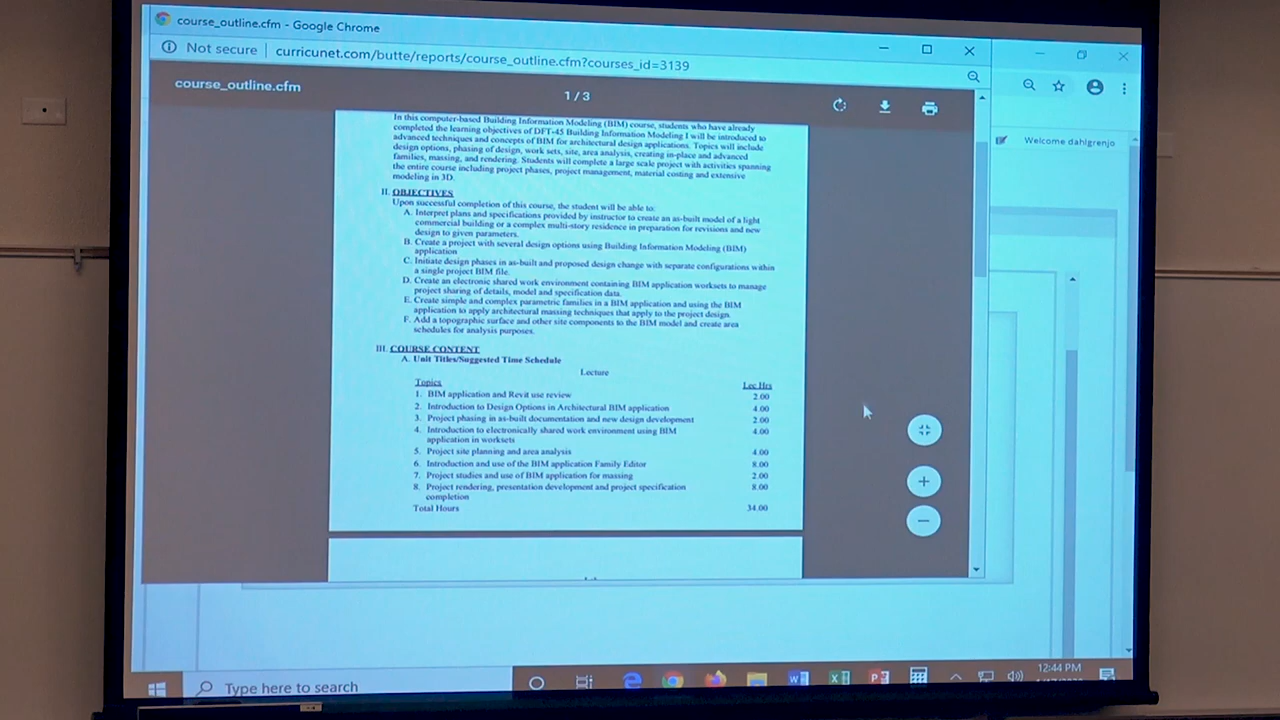 course_outline.cfm - Google Chrome
Not secure | curricunet.com/butte/reports/course_outline.cfm?courses_id=3139
course_outline.cfm
1 / 3
Welcome dahlgrenjo
In this computer-based Building Information Modeling (BIM) course, students who have already
completed the learning objectives of DFT-45 Building Information Modeling I will be introduced to
advanced techniques and concepts of BIM for architectural design applications. Topics will include
design options, phasing of design, work sets, site, area analysis, creating in-place and advanced
families, massing, and rendering. Students will complete a large scale project with activities spanning
the entire course including project phases, project management, material costing and extensive
modeling in 3D.
II. OBJECTIVES
Upon successful completion of this course, the student will be able to:
A. Interpret plans and specifications provided by instructor to create an as-built model of a light
commercial building or a complex multi-story residence in preparation for revisions and new
design to given parameters.
B. Create a project with several design options using Building Information Modeling (BIM)
application
C. Initiate design phases in as-built and proposed design change with separate configurations within
a single project BIM file.
D. Create an electronic shared work environment containing BIM application worksets to manage
project sharing of details, model and specification data.
E. Create simple and complex parametric families in a BIM application and using the BIM
application to apply architectural massing techniques that apply to the project design.
F. Add a topographic surface and other site components to the BIM model and create area
schedules for analysis purposes.
III. COURSE CONTENT
A. Unit Titles/Suggested Time Schedule
Lecture
Topics Lec Hrs
1. BIM application and Revit use review 2.00
2. Introduction to Design Options in Architectural BIM application 4.00
3. Project phasing in as-built documentation and new design development 2.00
4. Introduction to electronically shared work environment using BIM 4.00
application in worksets
5. Project site planning and area analysis 4.00
6. Introduction and use of the BIM application Family Editor 8.00
7. Project studies and use of BIM application for massing 2.00
8. Project rendering, presentation development and project specification 8.00
completion
Total Hours 34.00
Type here to search
12:44 PM